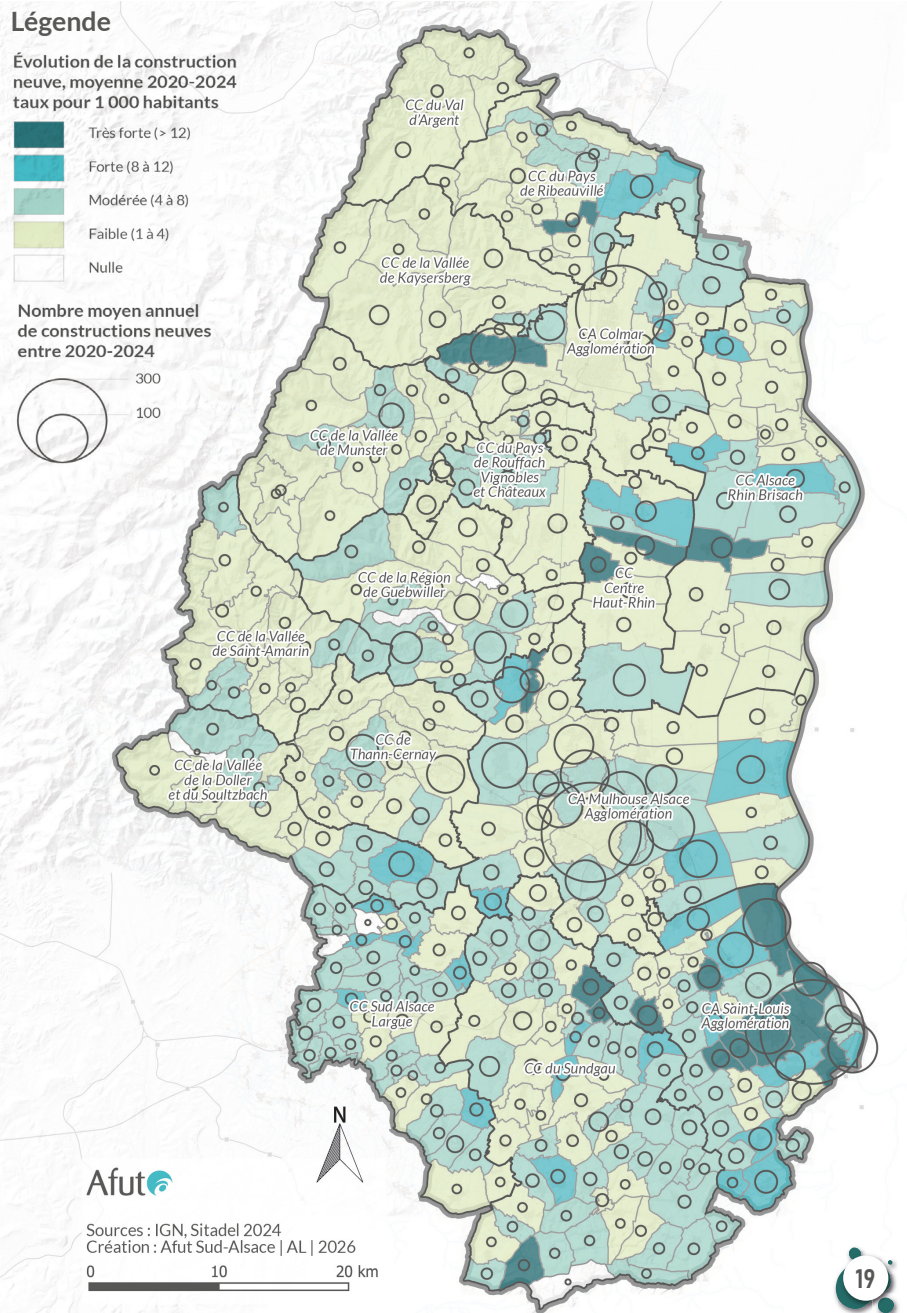 Légende
Évolution de la construction
neuve, moyenne 2020-2024
taux pour 1 000 habitants
Très forte (> 12)
Forte (8 à 12)
Modérée (4 à 8)
Faible (1 à 4)
Nulle
Nombre moyen annuel
de constructions neuves
entre 2020-2024
300
100
CC du Val
d'Argent
CC du Pays
de Ribeauvillé
CC de la Vallée
de Kaysersberg
CA Colmar
Agglomération
CC de la Vallée
de Munster
CC du Pays
de Rouffach
Vignobles
et Châteaux
CC Alsace
Rhin Brisach
CC de la Région
de Guebwiller
CC
Centre
Haut-Rhin
CC de la Vallée
de Saint-Amarin
CC de
Thann-Cernay
CC de la Vallée
de la Doller
et du Soultzbach
CA Mulhouse Alsace
Agglomération
CC Sud Alsace
Largue
CA Saint-Louis
Agglomération
CC du Sundgau
N
Afut
Sources : IGN, Sitadel 2024
Création : Afut Sud-Alsace | AL | 2026
0 10 20 km
19